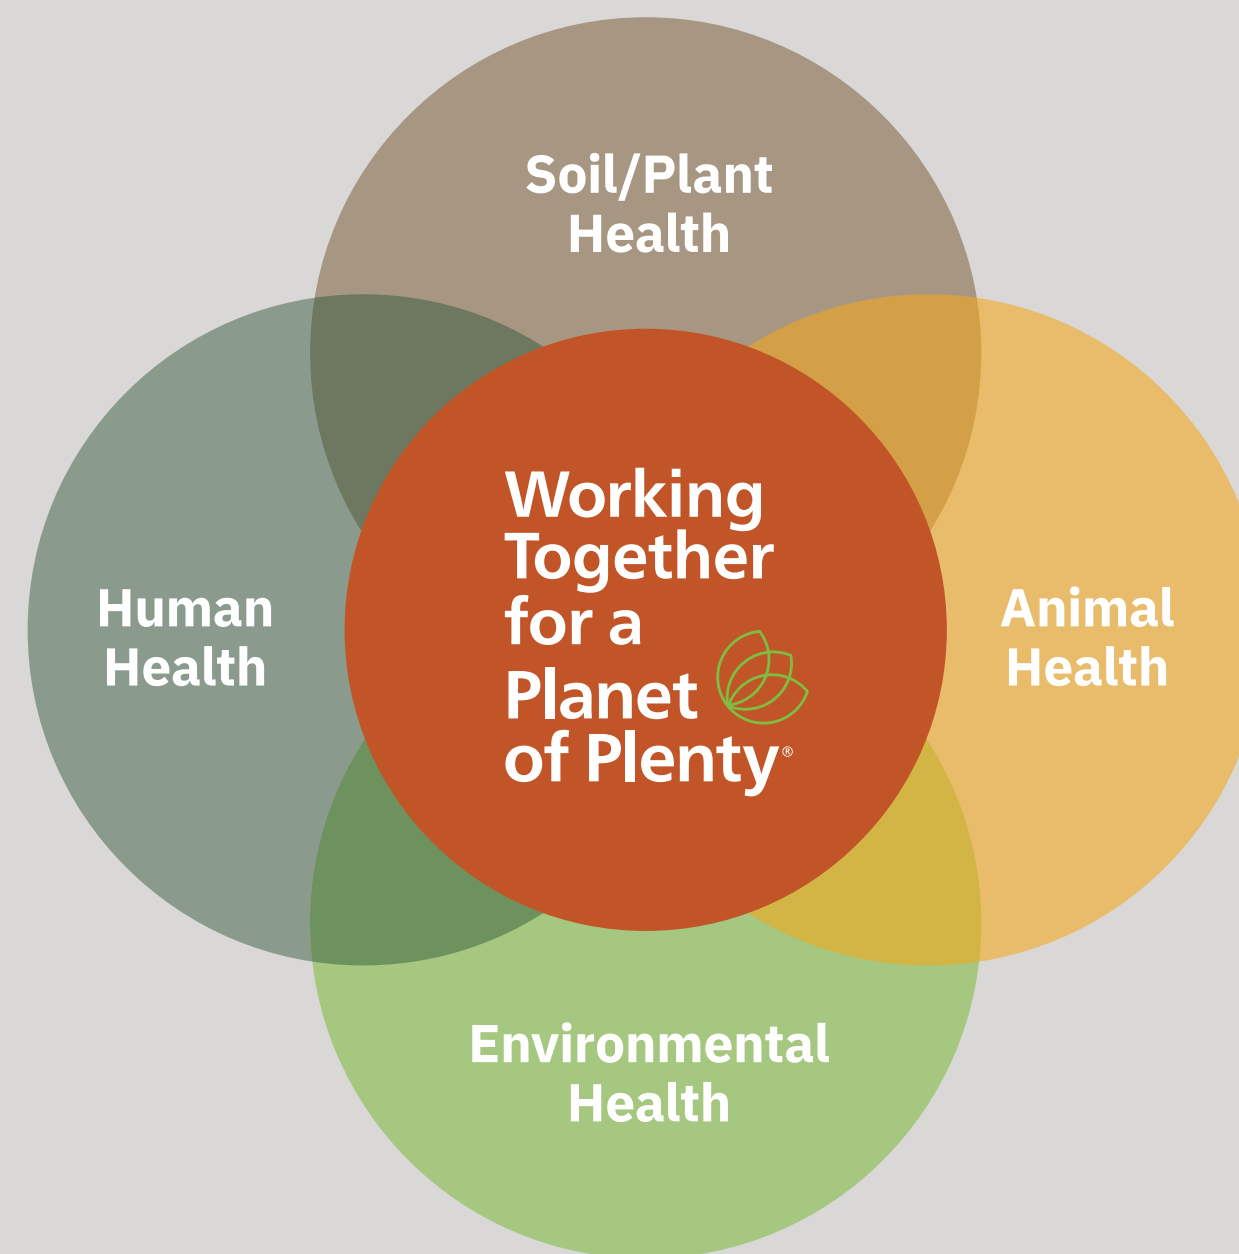 Soil/Plant
Health
Human
Health
Working
Together
for a
Planet
of Plenty®
Animal
Health
Environmental
Health